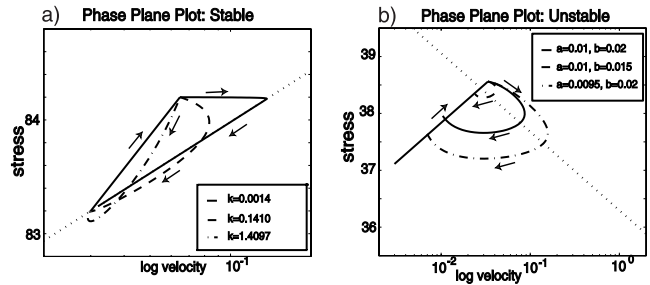 a)
Phase Plane Plot: Stable
84
83
stress
k=0.0014
k=0.1410
k=1.4097
log velocity
10-1
b)
Phase Plane Plot: Unstable
39
38
37
36
stress
a=0.01, b=0.02
a=0.01, b=0.015
a=0.0095, b=0.02
10-2
10-1
100
log velocity